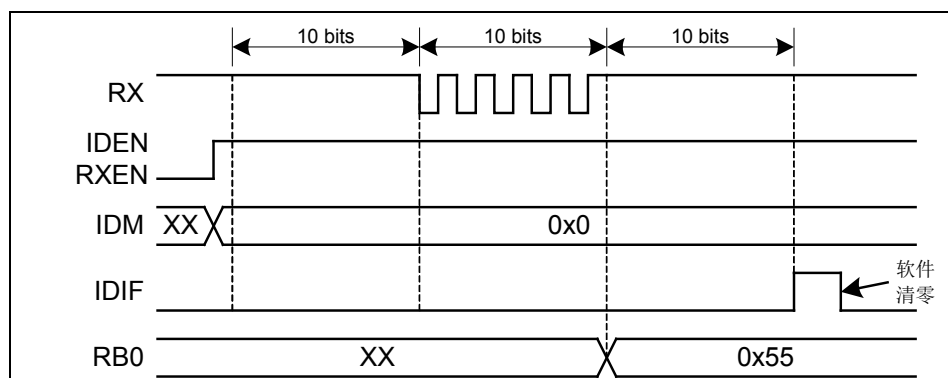 10 bits 10 bits 10 bits
RX
IDEN
RXEN
IDM XX 0x0
IDIF 软件
清零
RB0 XX 0x55